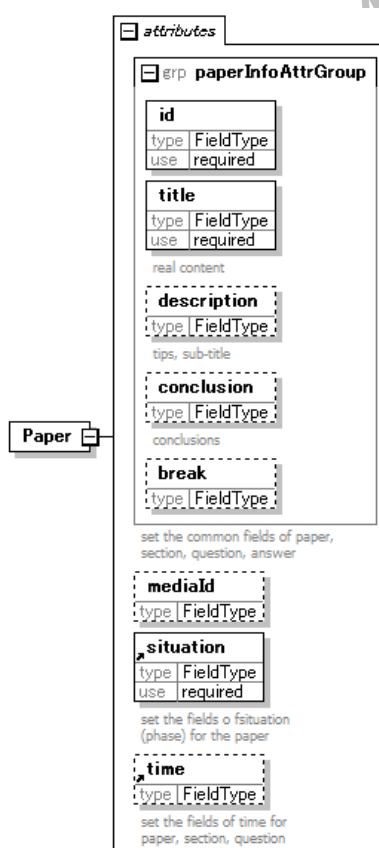 attributes
grp paperInfoAttrGroup
id
type FieldType
use required
title
type FieldType
use required
real content
description
type FieldType
tips, sub-title
conclusion
type FieldType
conclusions
break
type FieldType
set the common fields of paper,
section, question, answer
Paper
mediaId
type FieldType
situation
type FieldType
use required
set the fields o fsituation
(phase) for the paper
time
type FieldType
set the fields of time for
paper, section, question